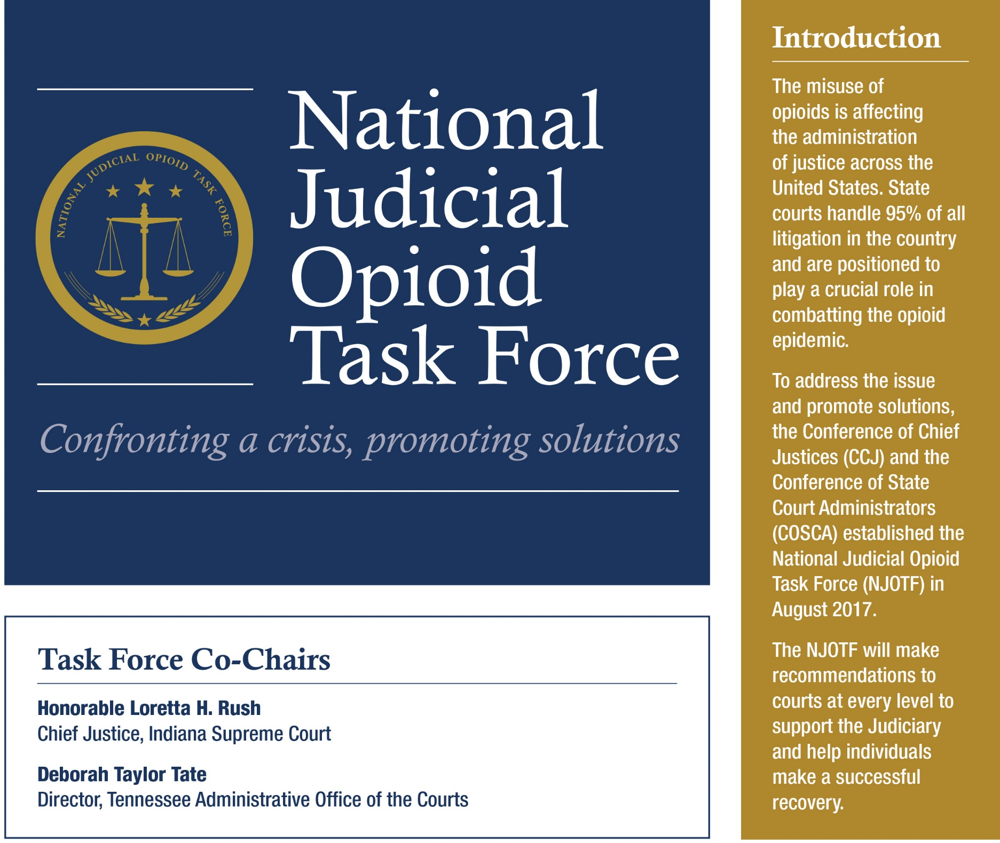 NATIONAL JUDICIAL OPIOID TASK FORCE
National
Judicial
Opioid
Task Force
Confronting a crisis, promoting solutions
Task Force Co-Chairs
Honorable Loretta H. Rush
Chief Justice, Indiana Supreme Court
Deborah Taylor Tate
Director, Tennessee Administrative Office of the Courts
Introduction
The misuse of
opioids is affecting
the administration
of justice across the
United States. State
courts handle 95% of all
litigation in the country
and are positioned to
play a crucial role in
combatting the opioid
epidemic.
To address the issue
and promote solutions,
the Conference of Chief
Justices (CCJ) and the
Conference of State
Court Administrators
(COSCA) established the
National Judicial Opioid
Task Force (NJOTF) in
August 2017.
The NJOTF will make
recommendations to
courts at every level to
support the Judiciary
and help individuals
make a successful
recovery.